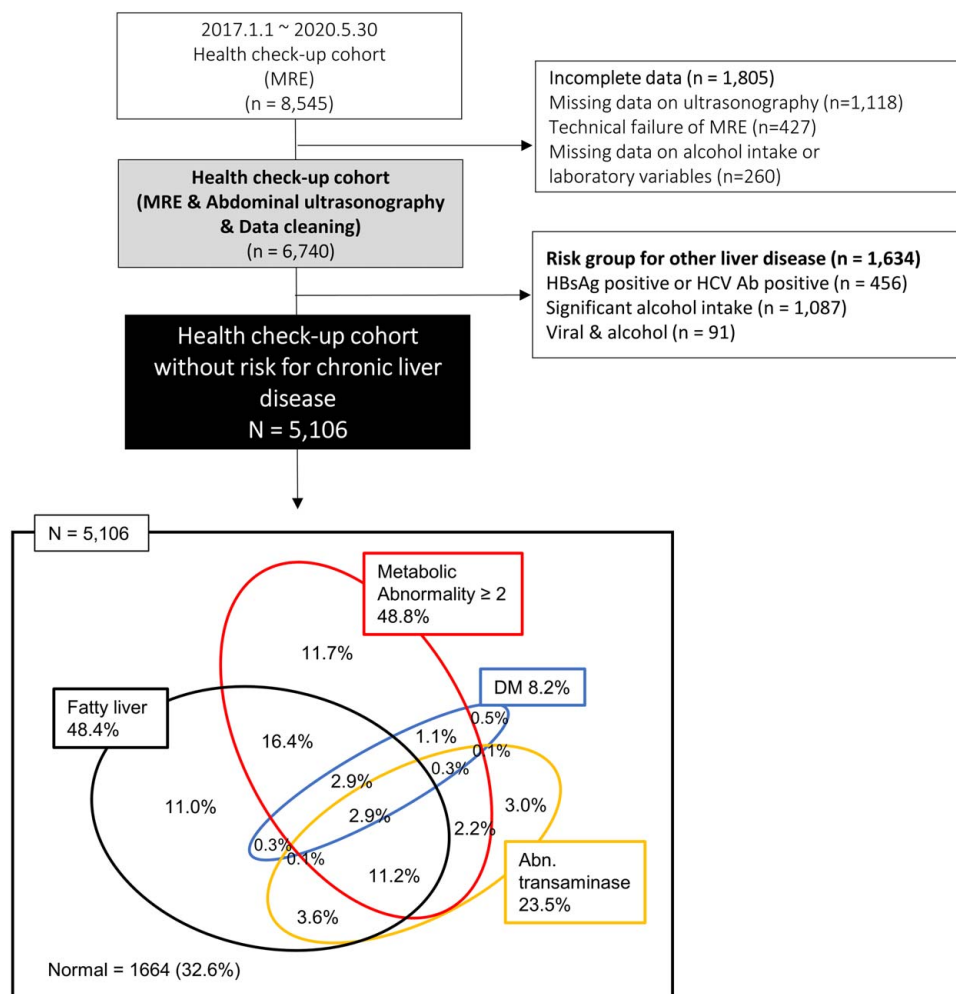 2017.1.1 ~ 2020.5.30
Health check-up cohort
(MRE)
(n = 8,545)
Incomplete data (n = 1,805)
Missing data on ultrasonography (n=1,118)
Technical failure of MRE (n=427)
Missing data on alcohol intake or
laboratory variables (n=260)
Health check-up cohort
(MRE & Abdominal ultrasonography
& Data cleaning)
(n = 6,740)
Risk group for other liver disease (n = 1,634)
HBsAg positive or HCV Ab positive (n = 456)
Significant alcohol intake (n = 1,087)
Viral & alcohol (n = 91)
Health check-up cohort
without risk for chronic liver
disease
N = 5,106
N = 5,106
Metabolic
Abnormality ≥ 2
48.8%
11.7%
DM 8.2%
Fatty liver
48.4%
0.5%
1.1%
16.4%
0.1%
0.3%
2.9%
11.0%
3.0%
2.9%
2.2%
0.3%
0.1%
11.2%
Abn.
transaminase
23.5%
3.6%
Normal = 1664 (32.6%)